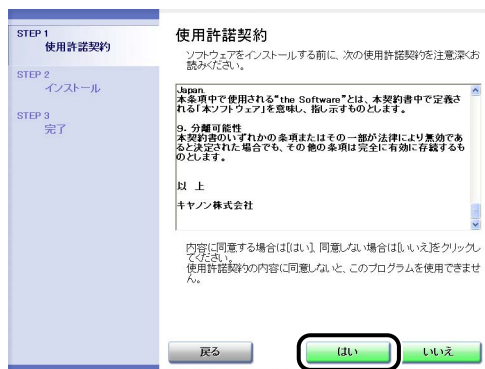 STEP 1
使用許諾契約
STEP 2
インストール
STEP 3
完了
使用許諾契約
ソフトウェアをインストールする前に、次の使用許諾契約を注意深くお
読みください。
Japan.
本条項中で使用される“the Software”とは、本契約書中で定義さ
れる「本ソフトウェア」を意味し、指し示すものとします。
9. 分離可能性
本契約書のいずれかの条項またはその一部が法律により無効であ
ると決定された場合でも、その他の条項は完全に有効に存続するも
のとします。
以 上
キヤノン株式会社
内容に同意する場合は[はい]、同意しない場合は[いいえ]をクリックし
てください。
使用許諾契約の内容に同意しないと、このプログラムを使用できませ
ん。
戻る
はい
いいえ